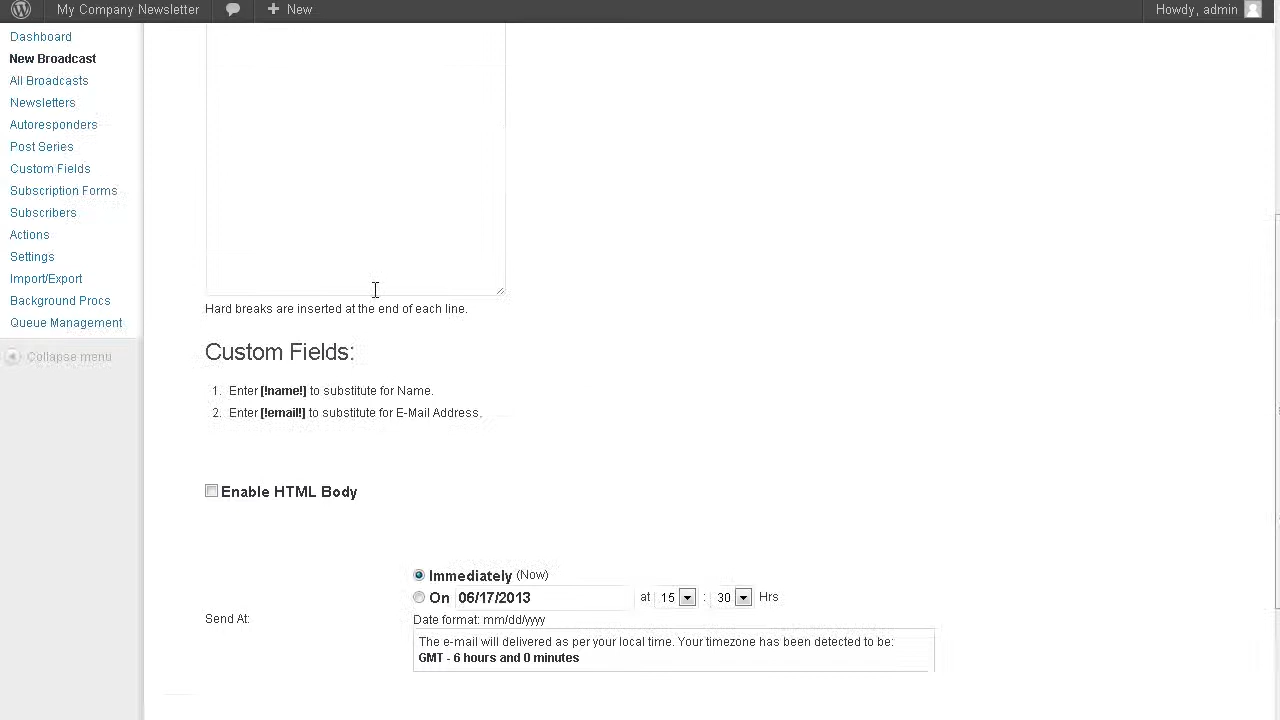 My Company Newsletter
New
Howdy, admin
Dashboard
New Broadcast
All Broadcasts
Newsletters
Autoresponders
Post Series
Custom Fields
Subscription Forms
Subscribers
Actions
Settings
Import/Export
Background Procs
Queue Management
Collapse menu
Hard breaks are inserted at the end of each line.
Custom Fields:
1. Enter [!name!] to substitute for Name.
2. Enter [!email!] to substitute for E-Mail Address.
Enable HTML Body
Send At:
Immediately (Now)
On 06/17/2013 at 15 : 30 Hrs
Date format: mm/dd/yyyy
The e-mail will delivered as per your local time. Your timezone has been detected to be:
GMT - 6 hours and 0 minutes